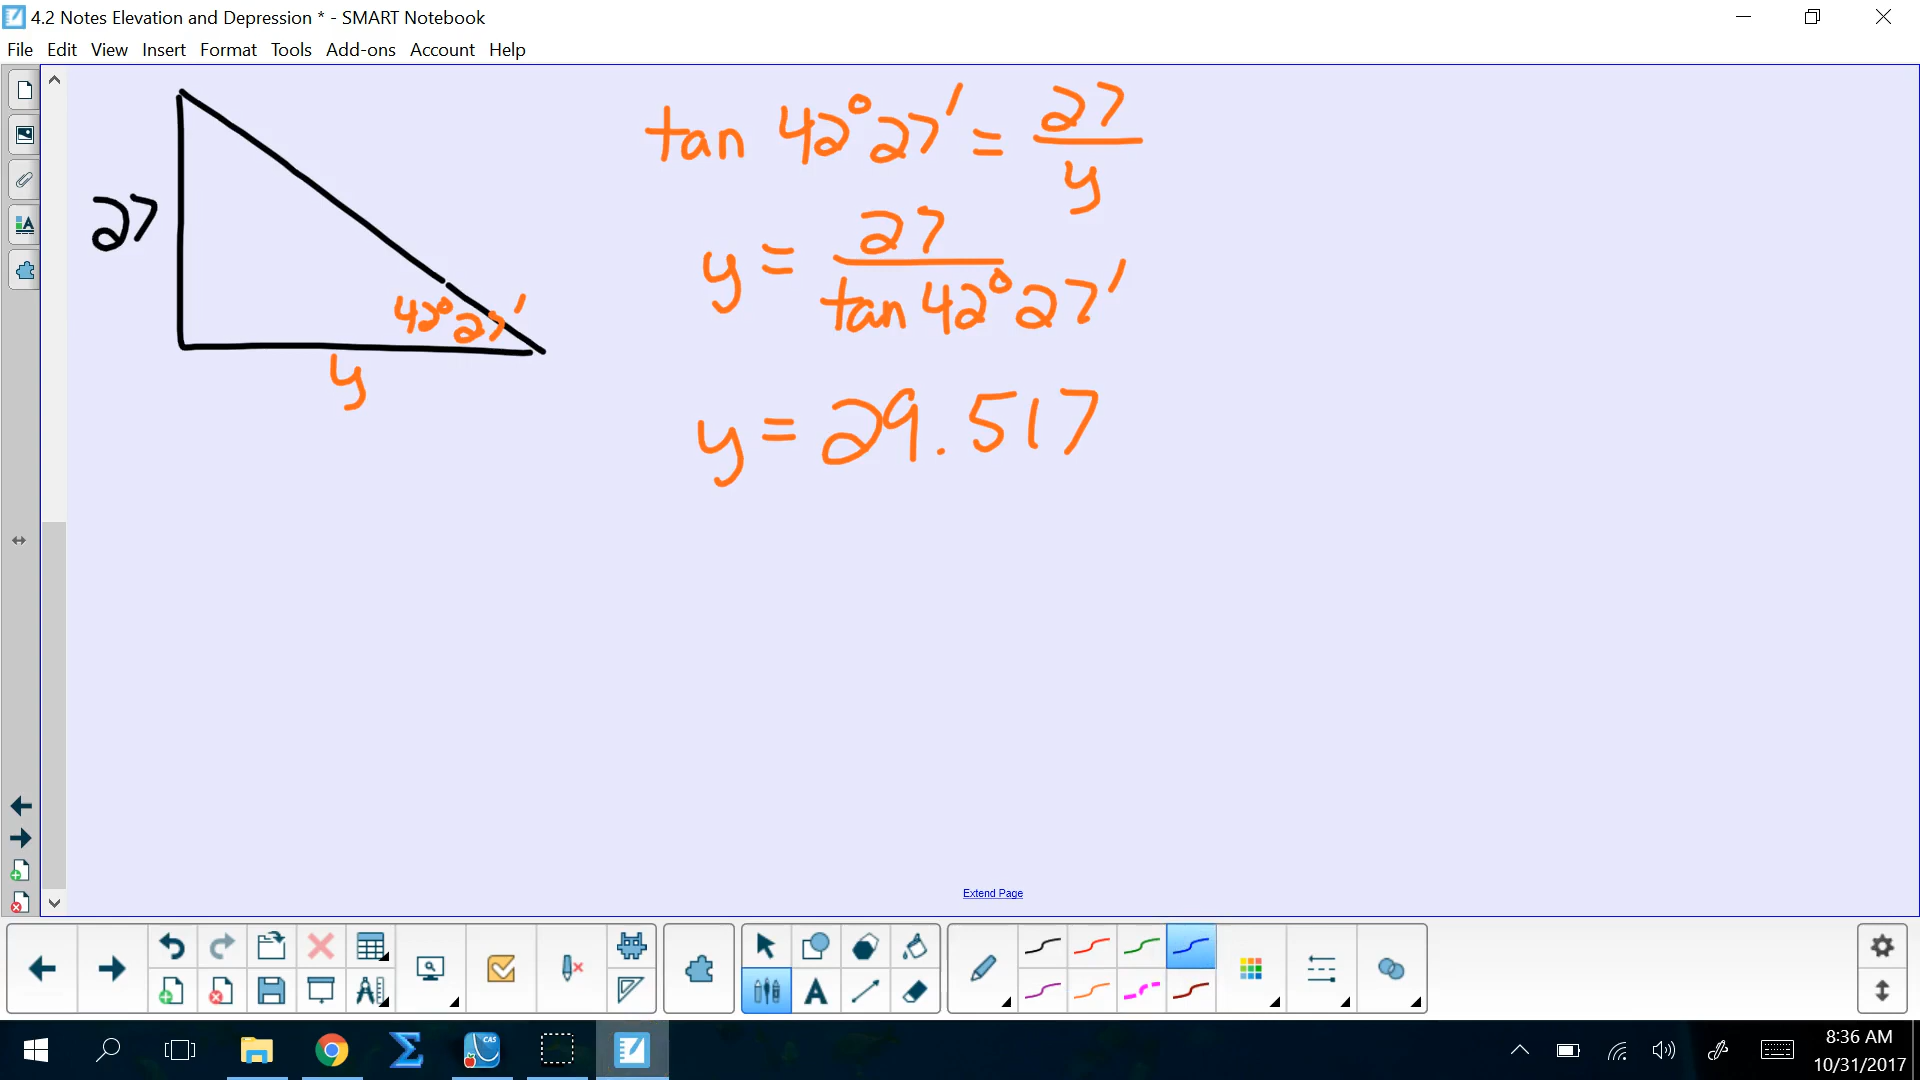 4.2 Notes Elevation and Depression * - SMART Notebook
File Edit View Insert Format Tools Add-ons Account Help
27
42°27'
y
tan 42°27' = 27/y
y = 27/tan 42°27'
y = 29.517
Extend Page
CAS
8:36 AM
10/31/2017